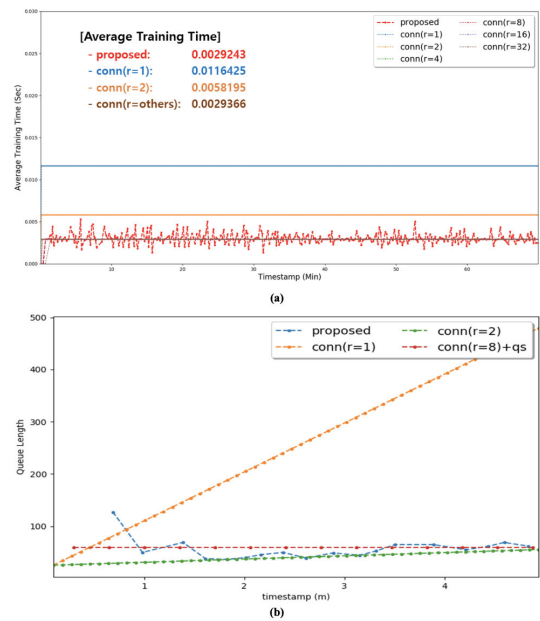 0.030
0.025
0.020
0.015
0.010
0.005
0.000
Average Training Time (Sec)
[Average Training Time]
- proposed: 0.0029243
- conn(r=1): 0.0116425
- conn(r=2): 0.0058195
- conn(r=others): 0.0029366
proposed
conn(r=1)
conn(r=2)
conn(r=4)
conn(r=8)
conn(r=16)
conn(r=32)
10 20 30 40 50 60
Timestamp (Min)
(a)
500
400
300
200
100
Queue Length
proposed
conn(r=1)
conn(r=2)
conn(r=8)+qs
1 2 3 4
timestamp (m)
(b)